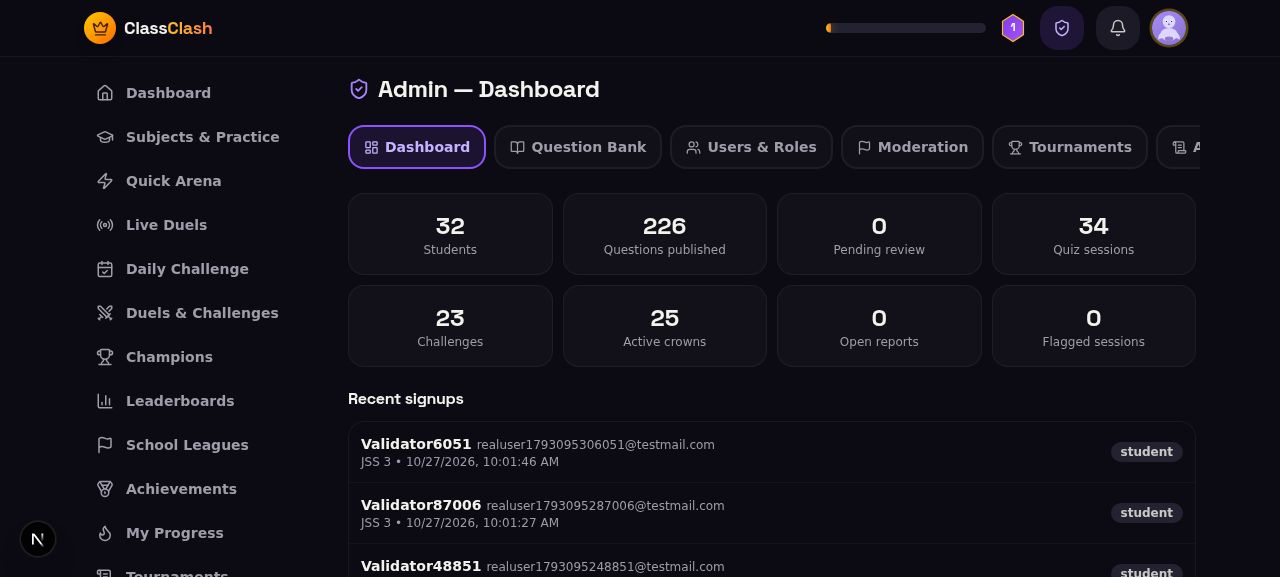 ClassClash
1
Dashboard
Subjects & Practice
Quick Arena
Live Duels
Daily Challenge
Duels & Challenges
Champions
Leaderboards
School Leagues
Achievements
My Progress
Tournaments
N
Admin — Dashboard
Dashboard
Question Bank
Users & Roles
Moderation
Tournaments
32
Students
226
Questions published
0
Pending review
34
Quiz sessions
23
Challenges
25
Active crowns
0
Open reports
0
Flagged sessions
Recent signups
Validator6051 realuser1793095306051@testmail.com
JSS 3 • 10/27/2026, 10:01:46 AM
student
Validator87006 realuser1793095287006@testmail.com
JSS 3 • 10/27/2026, 10:01:27 AM
student
Validator48851 realuser1793095248851@testmail.com
student